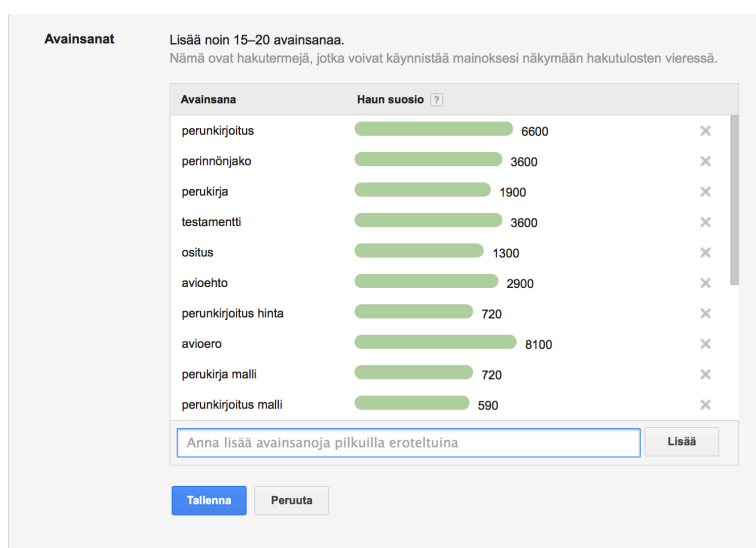 Avainsanat
Lisää noin 15–20 avainsanaa.
Nämä ovat hakutermejä, jotka voivat käynnistää mainoksesi näkymään hakutulosten vieressä.
Avainsana Haun suosio ?
perunkirjoitus 6600
perinnönjako 3600
perukirja 1900
testamentti 3600
ositus 1300
avioehto 2900
perunkirjoitus hinta 720
avioero 8100
perukirja malli 720
perunkirjoitus malli 590
Anna lisää avainsanoja pilkuilla eroteltuina Lisää
Tallenna Peruuta